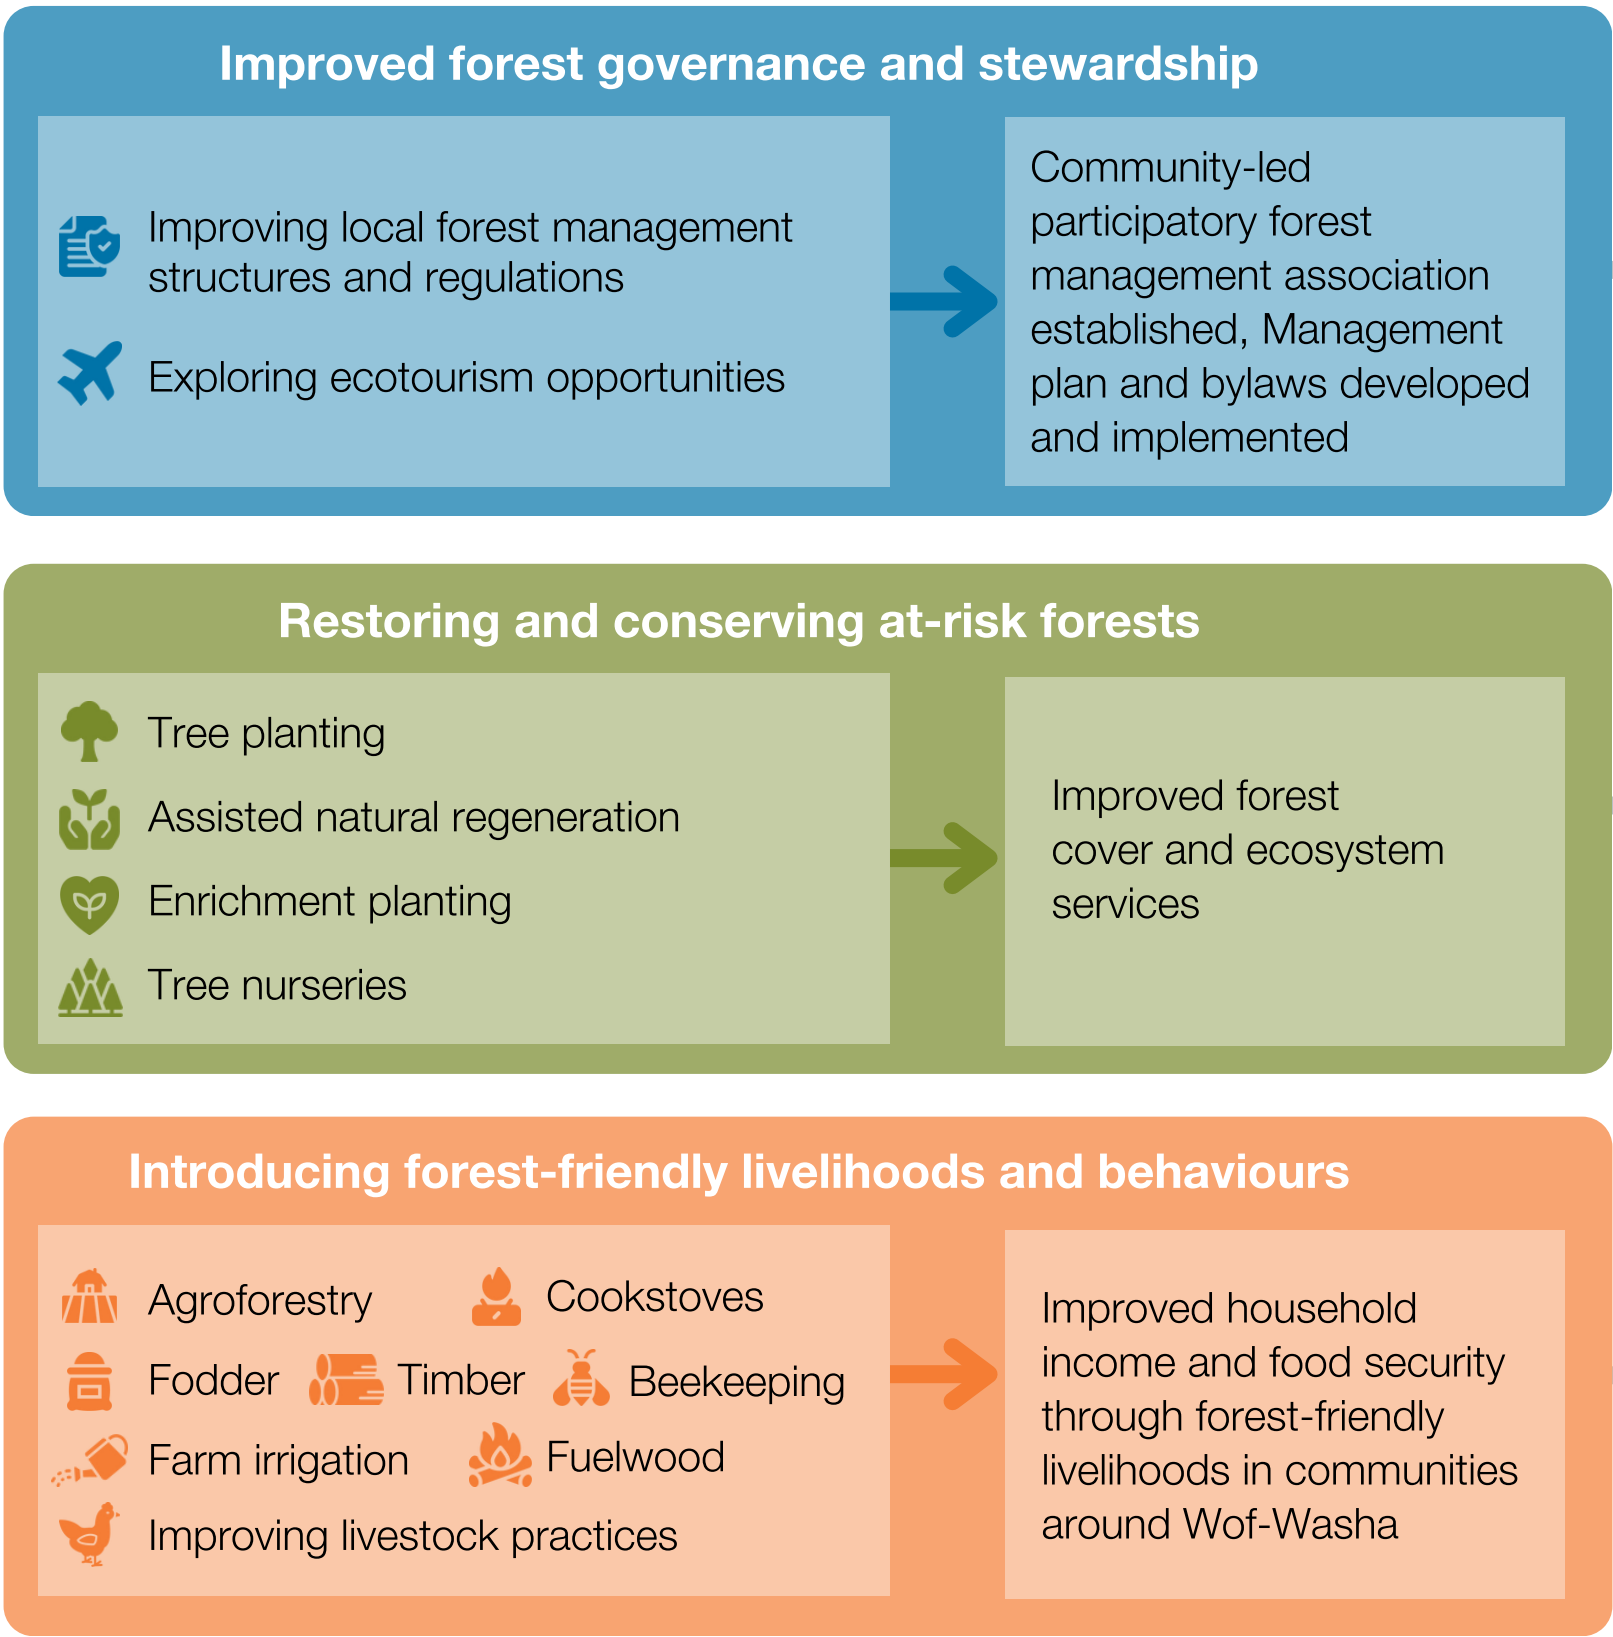 Improved forest governance and stewardship
Improving local forest management
structures and regulations
Exploring ecotourism opportunities
Community-led
participatory forest
management association
established, Management
plan and bylaws developed
and implemented
Restoring and conserving at-risk forests
Tree planting
Assisted natural regeneration
Enrichment planting
Tree nurseries
Improved forest
cover and ecosystem
services
Introducing forest-friendly livelihoods and behaviours
Agroforestry Cookstoves
Fodder Timber Beekeeping
Farm irrigation Fuelwood
Improving livestock practices
Improved household
income and food security
through forest-friendly
livelihoods in communities
around Wof-Washa